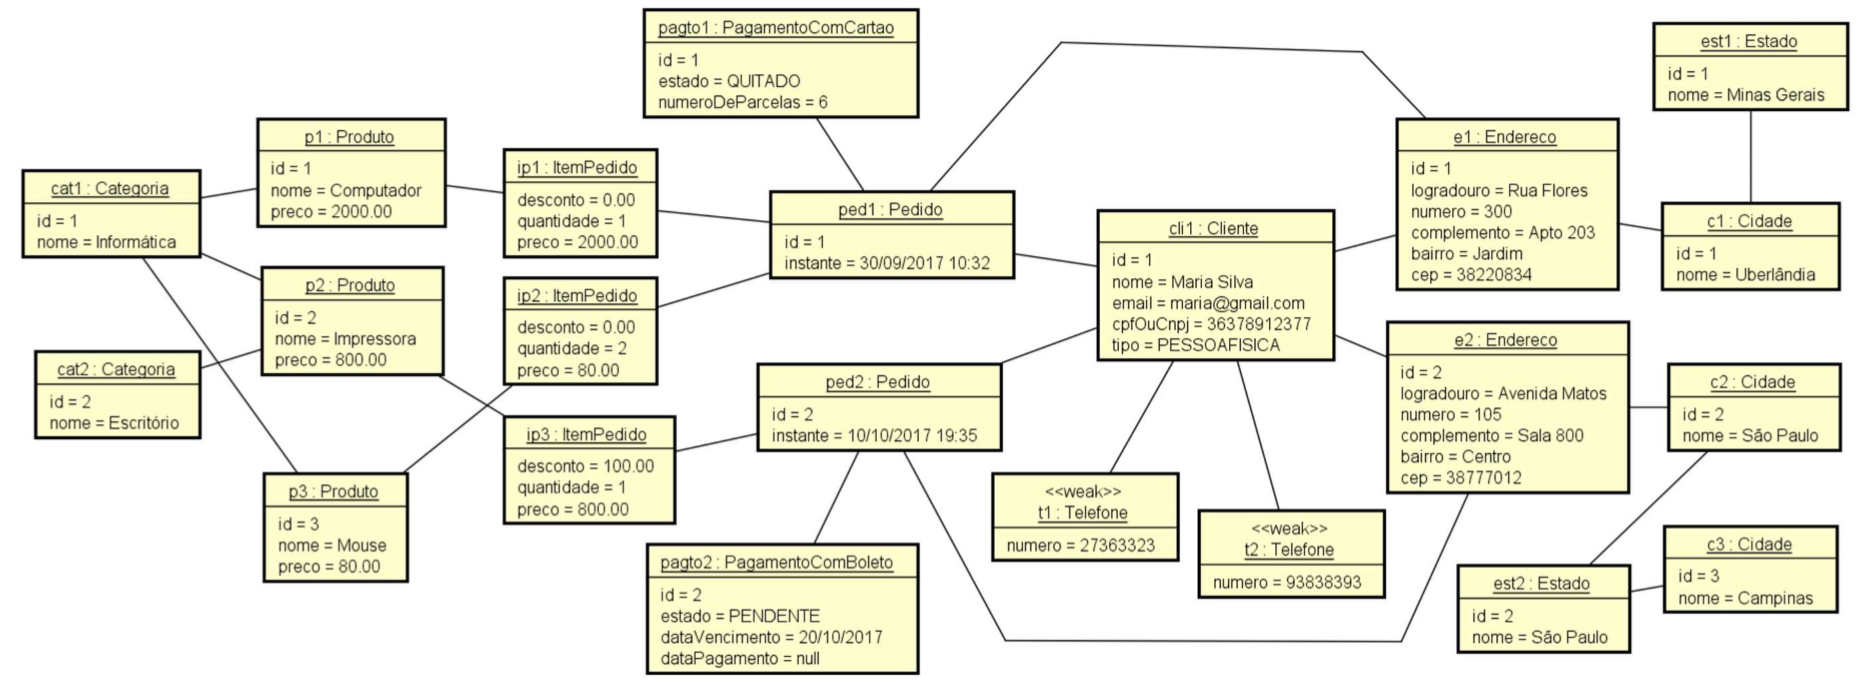 pagto1 : PagamentoComCartao
id = 1
estado = QUITADO
numeroDeParcelas = 6
est1 : Estado
id = 1
nome = Minas Gerais
p1 : Produto
id = 1
nome = Computador
preco = 2000.00
e1 : Endereco
id = 1
logradouro = Rua Flores
numero = 300
complemento = Apto 203
bairro = Jardim
cep = 38220834
ip1 : ItemPedido
desconto = 0.00
quantidade = 1
preco = 2000.00
cat1 : Categoria
id = 1
nome = Informática
ped1 : Pedido
id = 1
instante = 30/09/2017 10:32
c1 : Cidade
id = 1
nome = Uberlândia
cli1 : Cliente
id = 1
nome = Maria Silva
email = maria@gmail.com
cpfOuCnpj = 36378912377
tipo = PESSOAFISICA
p2 : Produto
id = 2
nome = Impressora
preco = 800.00
ip2 : ItemPedido
desconto = 0.00
quantidade = 2
preco = 80.00
e2 : Endereco
id = 2
logradouro = Avenida Matos
numero = 105
complemento = Sala 800
bairro = Centro
cep = 38777012
cat2 : Categoria
id = 2
nome = Escritório
ped2 : Pedido
id = 2
instante = 10/10/2017 19:35
c2 : Cidade
id = 2
nome = São Paulo
ip3 : ItemPedido
desconto = 100.00
quantidade = 1
preco = 800.00
p3 : Produto
id = 3
nome = Mouse
preco = 80.00
<<weak>>
t1 : Telefone
numero = 27363323
<<weak>>
t2 : Telefone
numero = 93838393
c3 : Cidade
id = 3
nome = Campinas
pagto2 : PagamentoComBoleto
id = 2
estado = PENDENTE
dataVencimento = 20/10/2017
dataPagamento = null
est2 : Estado
id = 2
nome = São Paulo